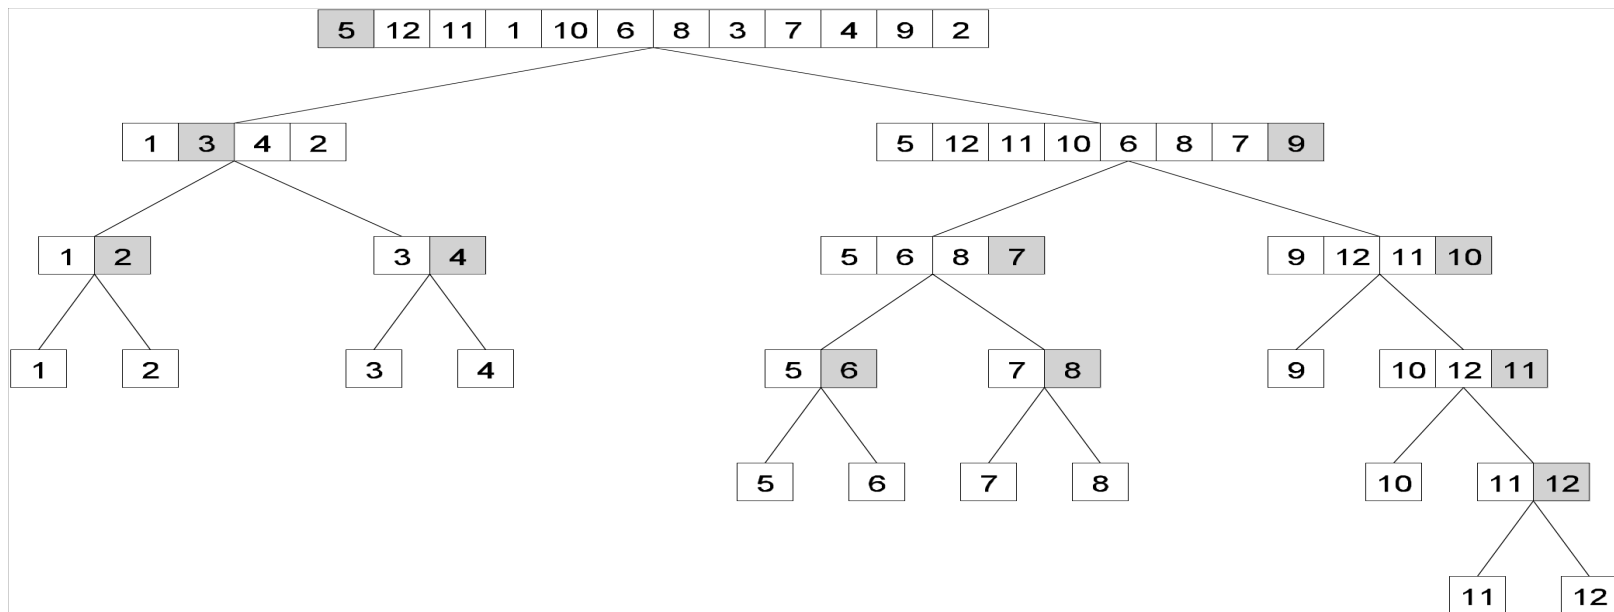 5 12 11 1 10 6 8 3 7 4 9 2
1 3 4 2 5 12 11 10 6 8 7 9
1 2 3 4 5 6 8 7 9 12 11 10
1 2 3 4 5 6 7 8 9 10 12 11
5 6 7 8 10 11 12
11 12